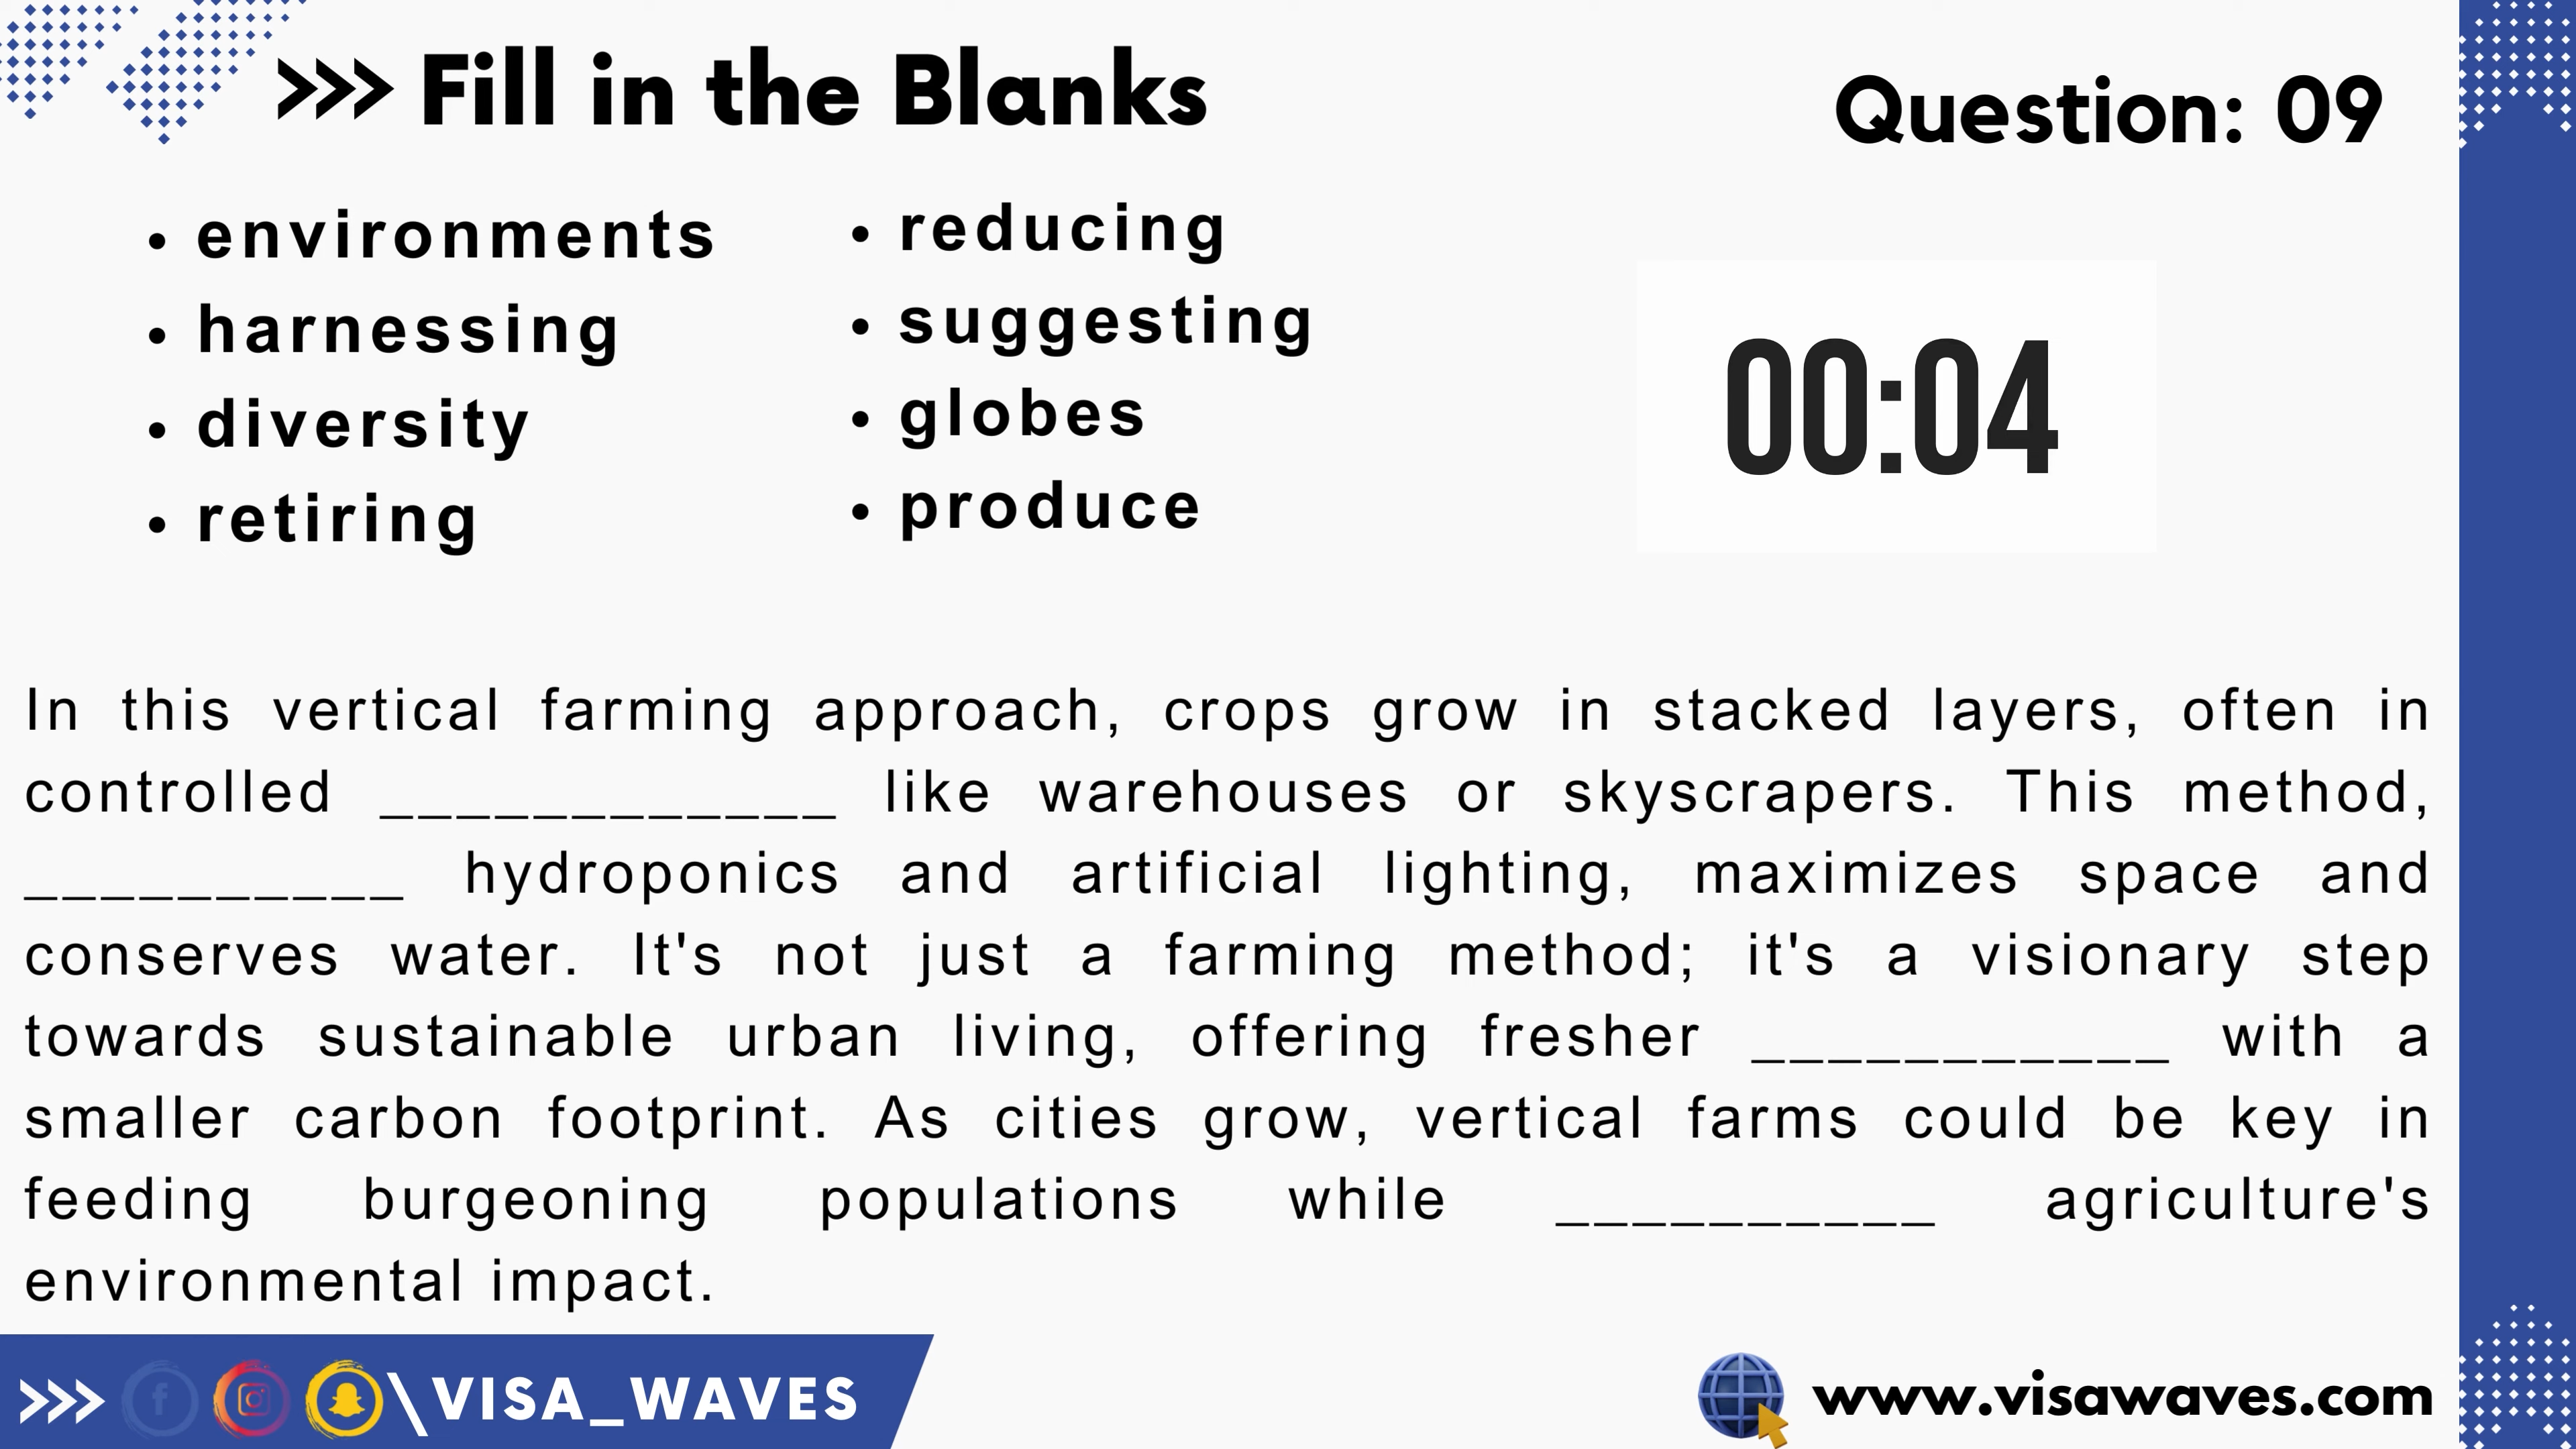 >>> Fill in the Blanks
Question: 09
• environments
• harnessing
• diversity
• retiring
• reducing
• suggesting
• globes
• produce
00:04
In this vertical farming approach, crops grow in stacked layers, often in
controlled ____________ like warehouses or skyscrapers. This method,
__________ hydroponics and artificial lighting, maximizes space and
conserves water. It's not just a farming method; it's a visionary step
towards sustainable urban living, offering fresher ___________ with a
smaller carbon footprint. As cities grow, vertical farms could be key in
feeding burgeoning populations while __________ agriculture's
environmental impact.
>>> f \VISA_WAVES
www.visawaves.com